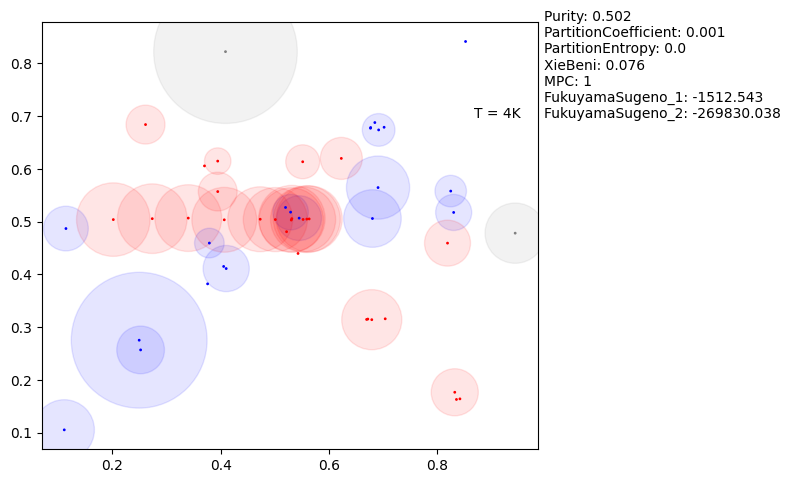 Purity: 0.502
PartitionCoefficient: 0.001
PartitionEntropy: 0.0
XieBeni: 0.076
MPC: 1
FukuyamaSugeno_1: -1512.543
FukuyamaSugeno_2: -269830.038
T = 4K
0.8
0.7
0.6
0.5
0.4
0.3
0.2
0.1
0.2 0.4 0.6 0.8